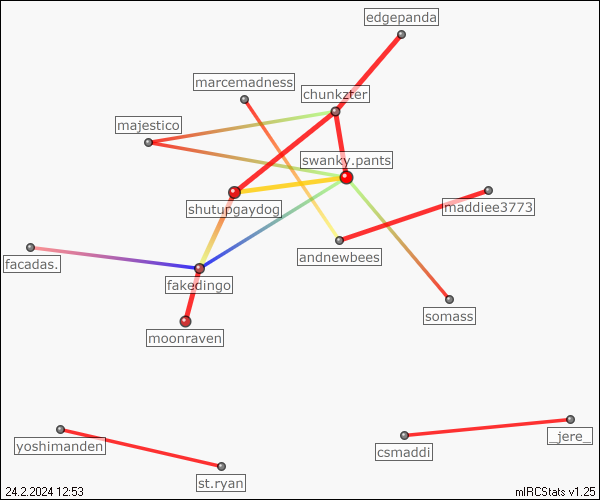 edgepanda
marcemadness
chunkzter
majestico
swanky.pants
shutupgaydog
maddiee3773
andnewbees
facadas.
fakedingo
somass
moonraven
yoshimanden
csmaddi
_jere_
st.ryan
24.2.2024 12:53
mIRCStats v1.25